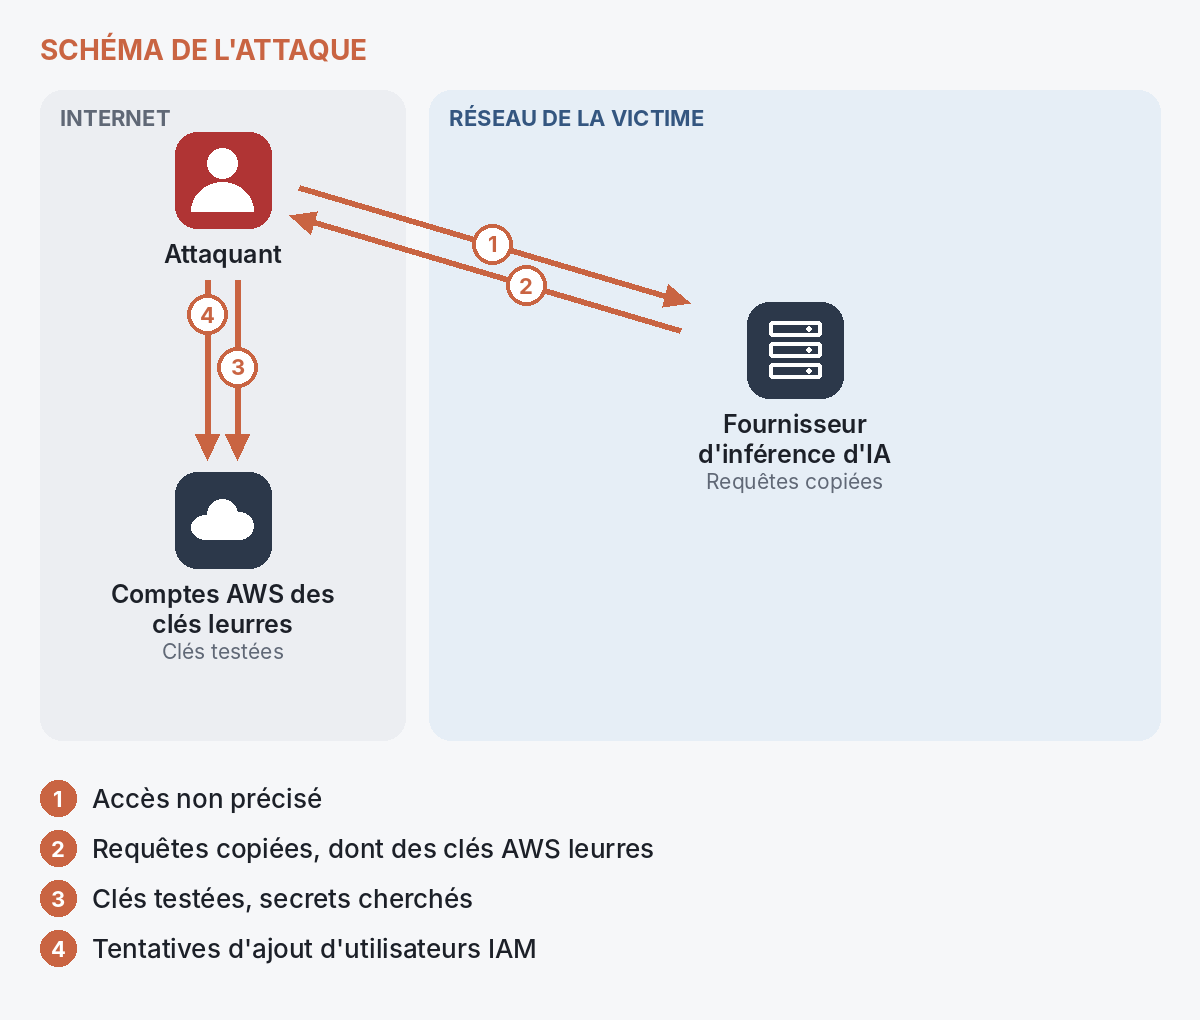 SCHÉMA DE L'ATTAQUE
INTERNET
RÉSEAU DE LA VICTIME
Attaquant
1
2
4
3
Fournisseur
d'inférence d'IA
Requêtes copiées
Comptes AWS des
clés leurres
Clés testées
1 Accès non précisé
2 Requêtes copiées, dont des clés AWS leurres
3 Clés testées, secrets cherchés
4 Tentatives d'ajout d'utilisateurs IAM